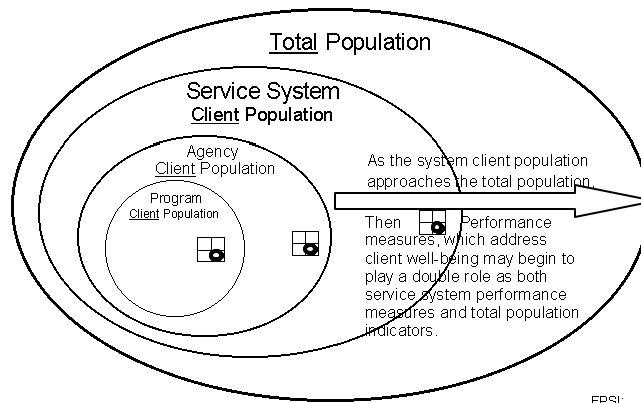 Total Population
Service System
Client Population
Agency
Client Population
Program
Client Population
As the system client population
approaches the total population,
Then Performance
measures, which address
client well-being may begin to
play a double role as both
service system performance
measures and total population
indicators.